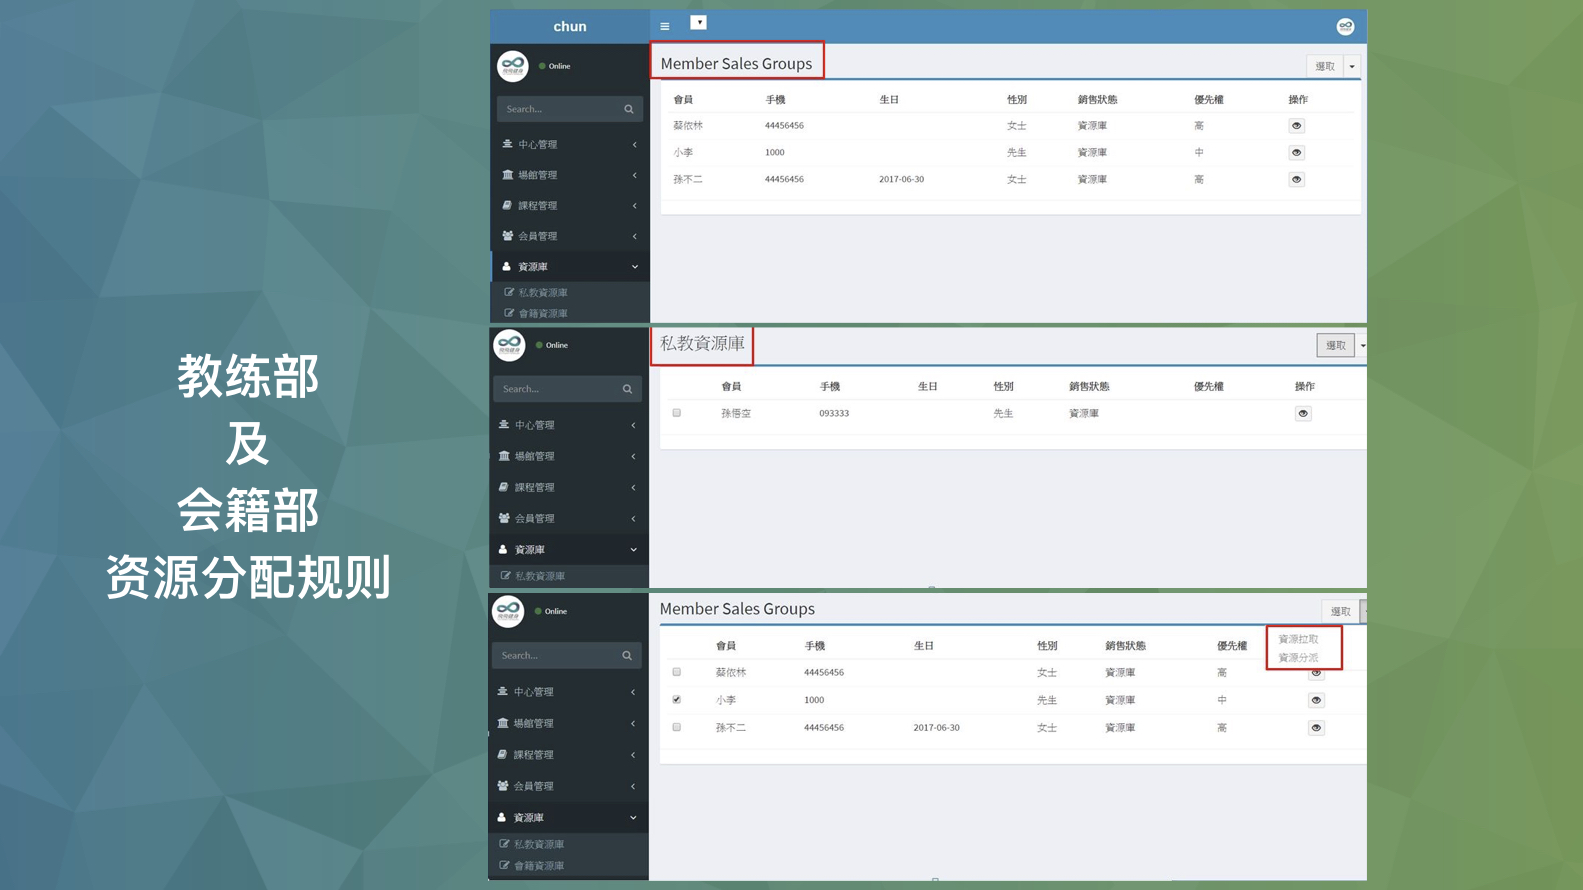 教练部
及
会籍部
资源分配规则
chun
Online
Search...
中心管理
場館管理
課程管理
会員管理
資源庫
私教資源庫
會籍資源庫
Member Sales Groups
選取
會員 手機 生日 性別 銷售狀態 優先權 操作
蔡依林 44456456 女士 資源庫 高
小李 1000 先生 資源庫 中
孫不二 44456456 2017-06-30 女士 資源庫 高
Online
Search...
中心管理
場館管理
課程管理
会員管理
資源庫
私教資源庫
私教資源庫
選取
會員 手機 生日 性別 銷售狀態 優先權 操作
孫悟空 093333 先生 資源庫
Online
Search...
中心管理
場館管理
課程管理
会員管理
資源庫
私教資源庫
會籍資源庫
Member Sales Groups
選取
資源拉取
資源分派
會員 手機 生日 性別 銷售狀態 優先權
蔡依林 44456456 女士 資源庫 高
小李 1000 先生 資源庫 中
孫不二 44456456 2017-06-30 女士 資源庫 高